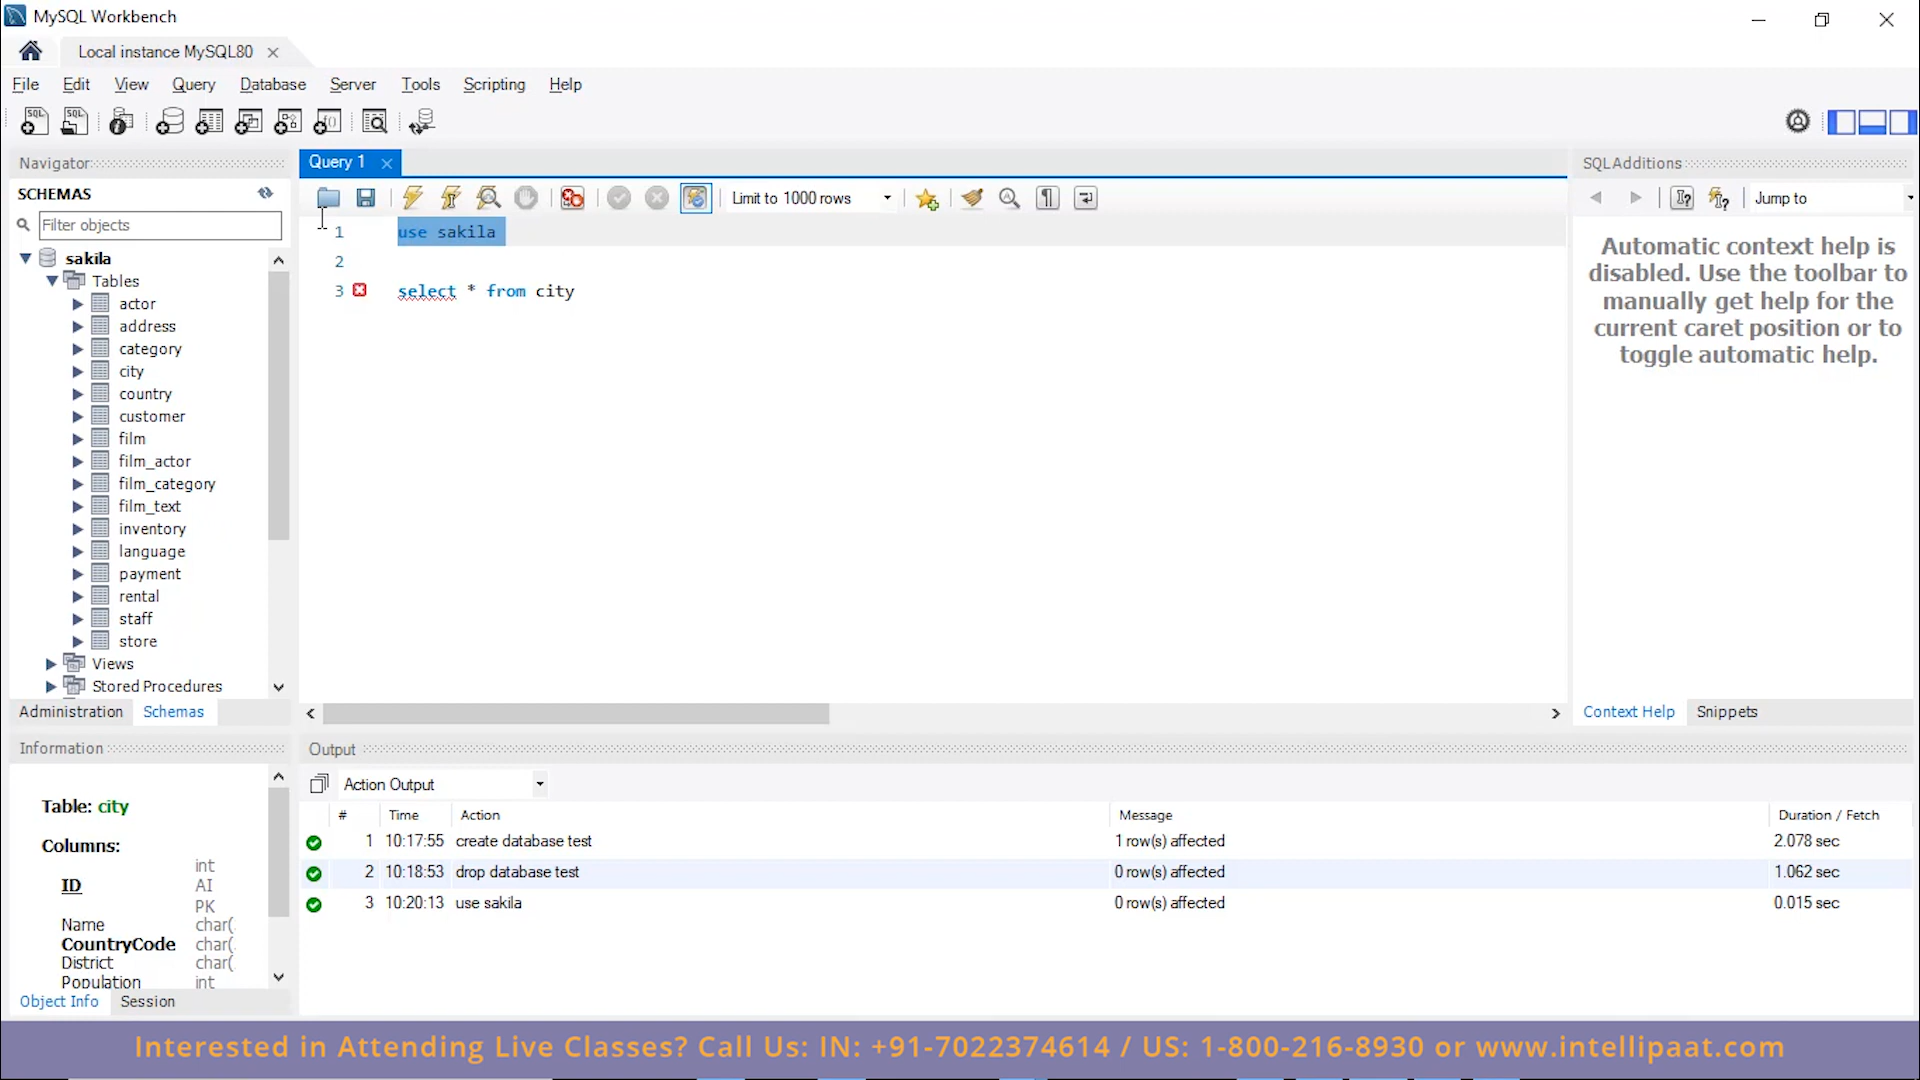 MySQL Workbench
Local instance MySQL80
File Edit View Query Database Server Tools Scripting Help
Navigator
SCHEMAS
Filter objects
sakila
Tables
actor
address
category
city
country
customer
film
film_actor
film_category
film_text
inventory
language
payment
rental
staff
store
Views
Stored Procedures
Administration Schemas
Information
Table: city
Columns:
ID int AI PK
Name char(
CountryCode char(
District char(
Population int
Object Info Session
Query 1
Limit to 1000 rows
1 use sakila
2
3 select * from city
SQLAdditions
Jump to
Automatic context help is
disabled. Use the toolbar to
manually get help for the
current caret position or to
toggle automatic help.
Context Help Snippets
Output
Action Output
# Time Action Message Duration / Fetch
1 10:17:55 create database test 1 row(s) affected 2.078 sec
2 10:18:53 drop database test 0 row(s) affected 1.062 sec
3 10:20:13 use sakila 0 row(s) affected 0.015 sec
Interested in Attending Live Classes? Call Us: IN: +91-7022374614 / US: 1-800-216-8930 or www.intellipaat.com